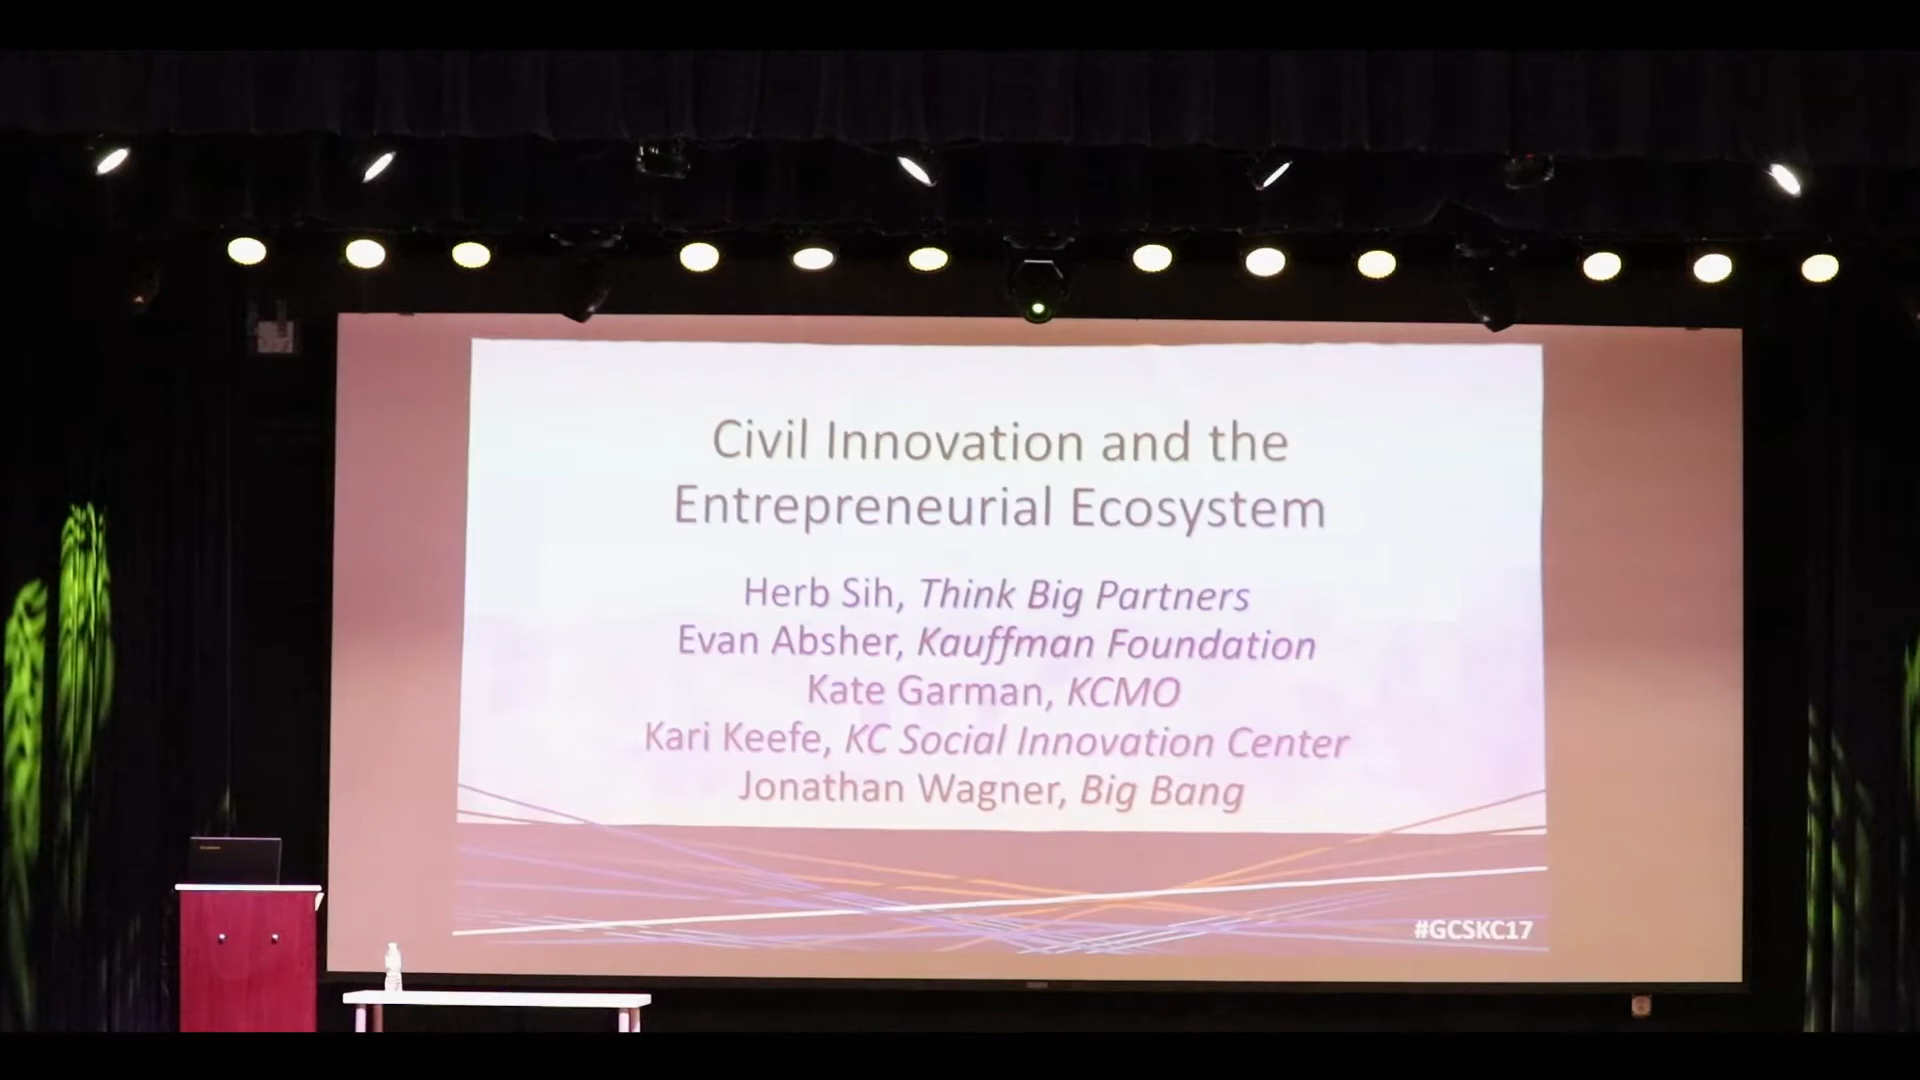 Civil Innovation and the
Entrepreneurial Ecosystem
Herb Sih, Think Big Partners
Evan Absher, Kauffman Foundation
Kate Garman, KCMO
Kari Keefe, KC Social Innovation Center
Jonathan Wagner, Big Bang
#GCSKC17